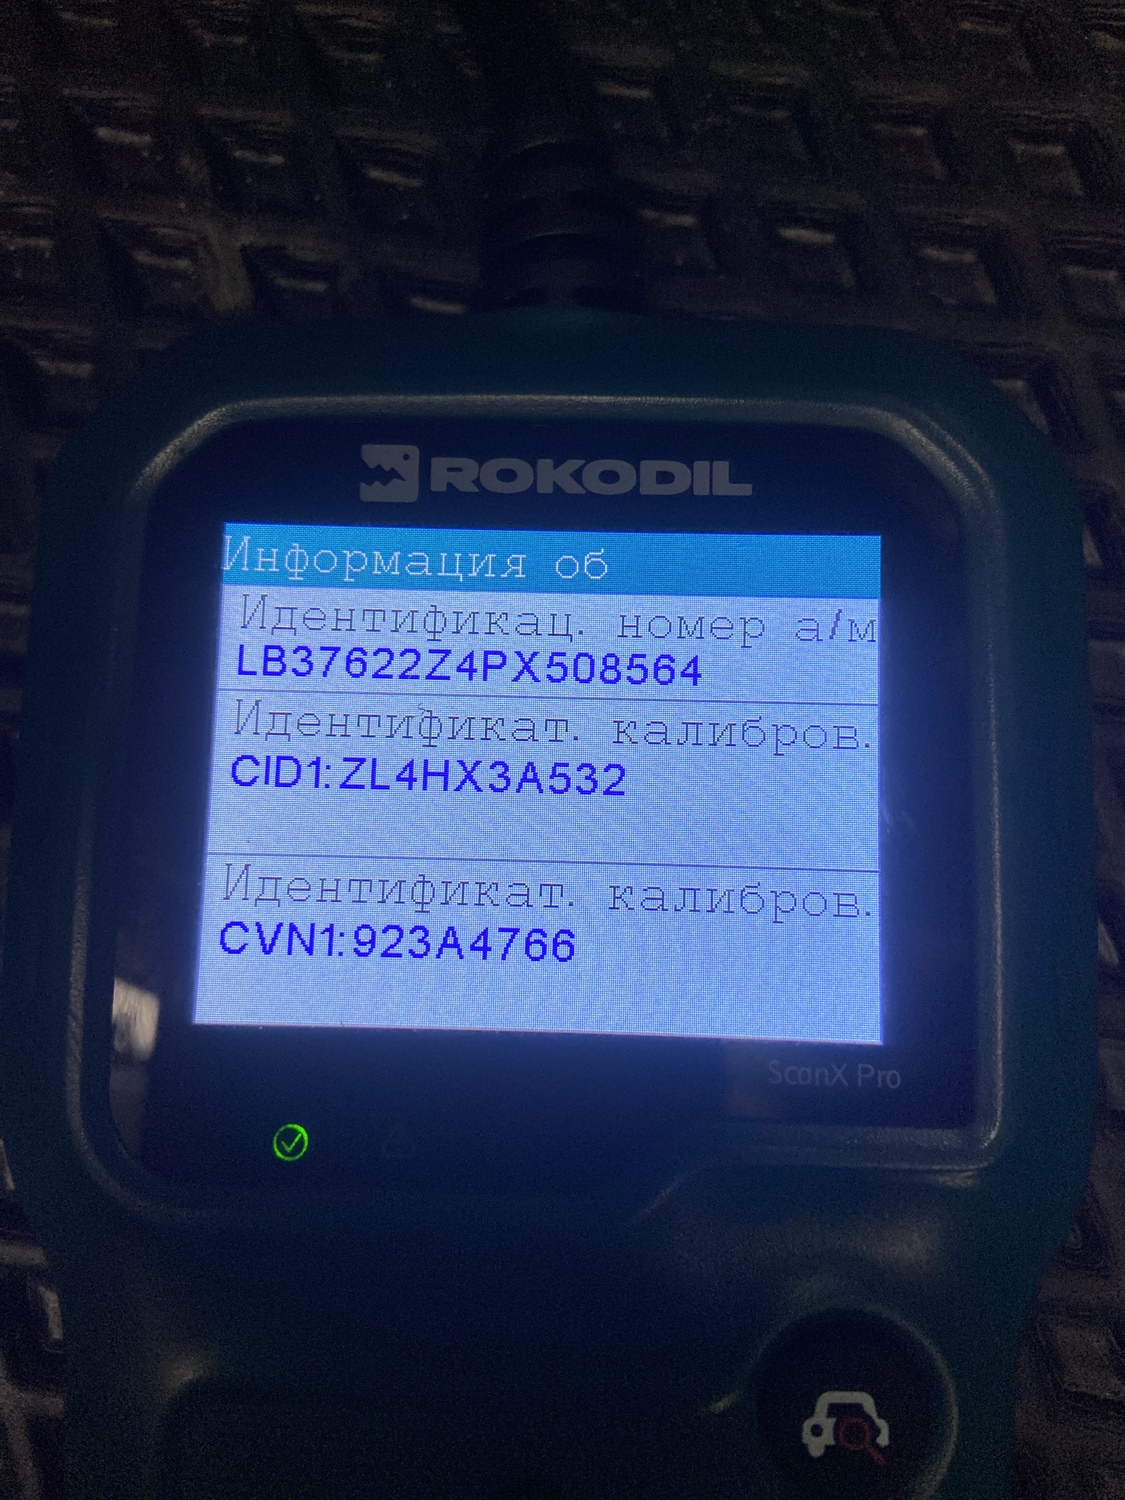 ROKODIL
Информация об
Идентификац. номер а/м
LB37622Z4PX508564
Идентификат. калибров.
CID1:ZL4HX3A532
Идентификат. калибров.
CVN1:923A4766
ScanX Pro